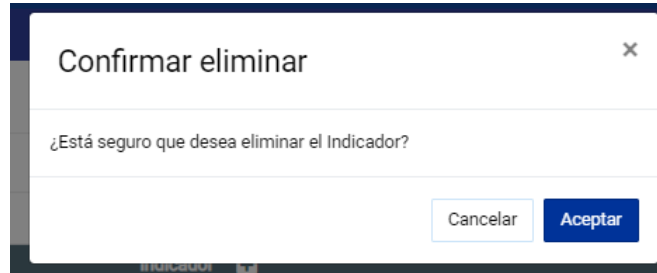 Confirmar eliminar
×
¿Está seguro que desea eliminar el Indicador?
Cancelar Aceptar
Indicador